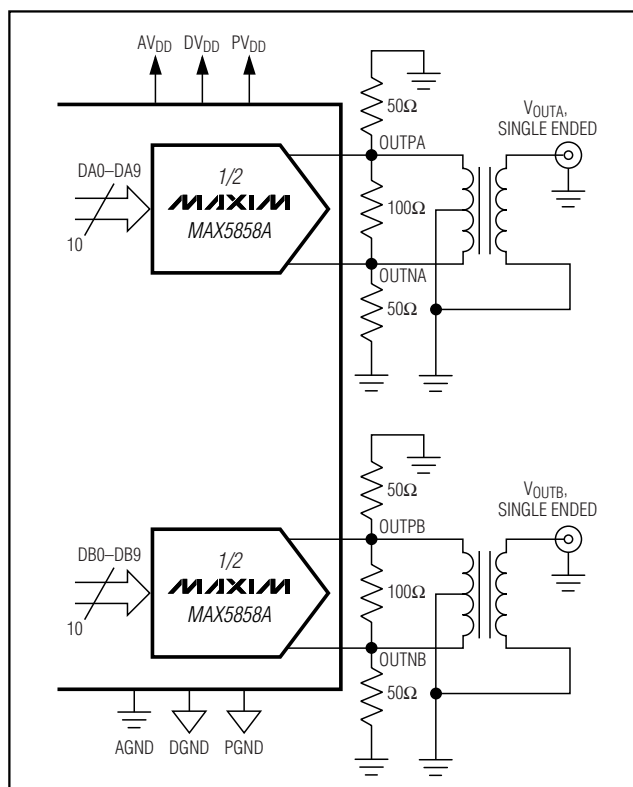 AVDD DVDD PVDD
50Ω
VOUTA,
SINGLE ENDED
OUTPA
DA0–DA9
1/2
MAXIM
MAX5858A
10
100Ω
OUTNA
50Ω
50Ω
VOUTB,
SINGLE ENDED
OUTPB
DB0–DB9
1/2
MAXIM
MAX5858A
10
100Ω
OUTNB
50Ω
AGND DGND PGND